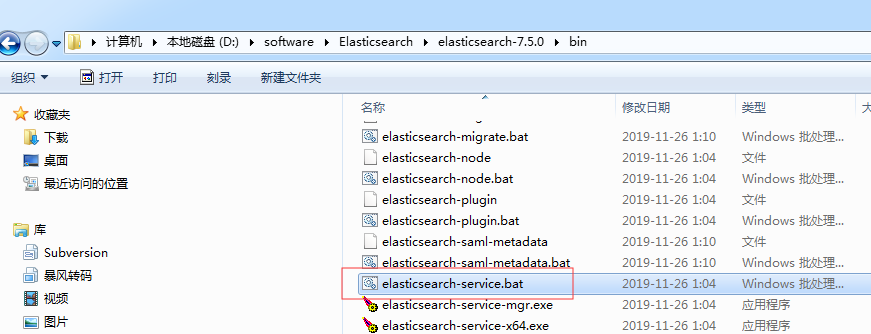 计算机 ▸ 本地磁盘 (D:) ▸ software ▸ Elasticsearch ▸ elasticsearch-7.5.0 ▸ bin
组织 打开 打印 刻录 新建文件夹
收藏夹
下载
桌面
最近访问的位置
库
Subversion
暴风转码
视频
图片
名称 修改日期 类型
elasticsearch-migrate.bat 2019-11-26 1:10 Windows 批处理...
elasticsearch-node 2019-11-26 1:04 文件
elasticsearch-node.bat 2019-11-26 1:04 Windows 批处理...
elasticsearch-plugin 2019-11-26 1:04 文件
elasticsearch-plugin.bat 2019-11-26 1:04 Windows 批处理...
elasticsearch-saml-metadata 2019-11-26 1:10 文件
elasticsearch-saml-metadata.bat 2019-11-26 1:10 Windows 批处理...
elasticsearch-service.bat 2019-11-26 1:04 Windows 批处理...
elasticsearch-service-mgr.exe 2019-11-26 1:04 应用程序
elasticsearch-service-x64.exe 2019-11-26 1:04 应用程序